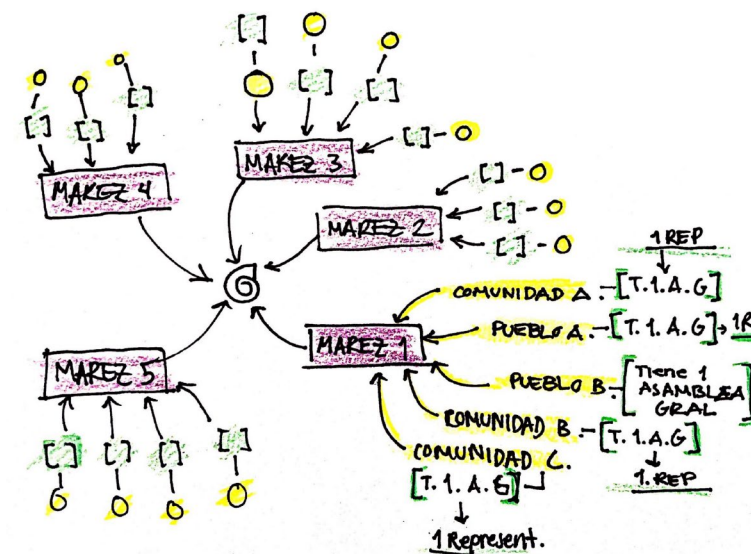 MAREZ 3
MAREZ 4
MAREZ 2
1 REP
COMUNIDAD A. - [T. 1. A. G]
MAREZ 1
PUEBLO A. - [T. 1. A. G] → 1R
MAREZ 5
PUEBLO B. - [Tiene 1
ASAMBLEA
GRAL]
COMUNIDAD B. - [T. 1. A. G]
COMUNIDAD C.
[T. 1. A. G]
1. REP
1 Represent.